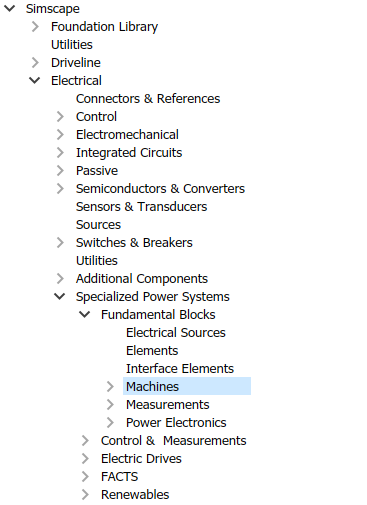 Simscape
Foundation Library
Utilities
Driveline
Electrical
Connectors & References
Control
Electromechanical
Integrated Circuits
Passive
Semiconductors & Converters
Sensors & Transducers
Sources
Switches & Breakers
Utilities
Additional Components
Specialized Power Systems
Fundamental Blocks
Electrical Sources
Elements
Interface Elements
Machines
Measurements
Power Electronics
Control &  Measurements
Electric Drives
FACTS
Renewables